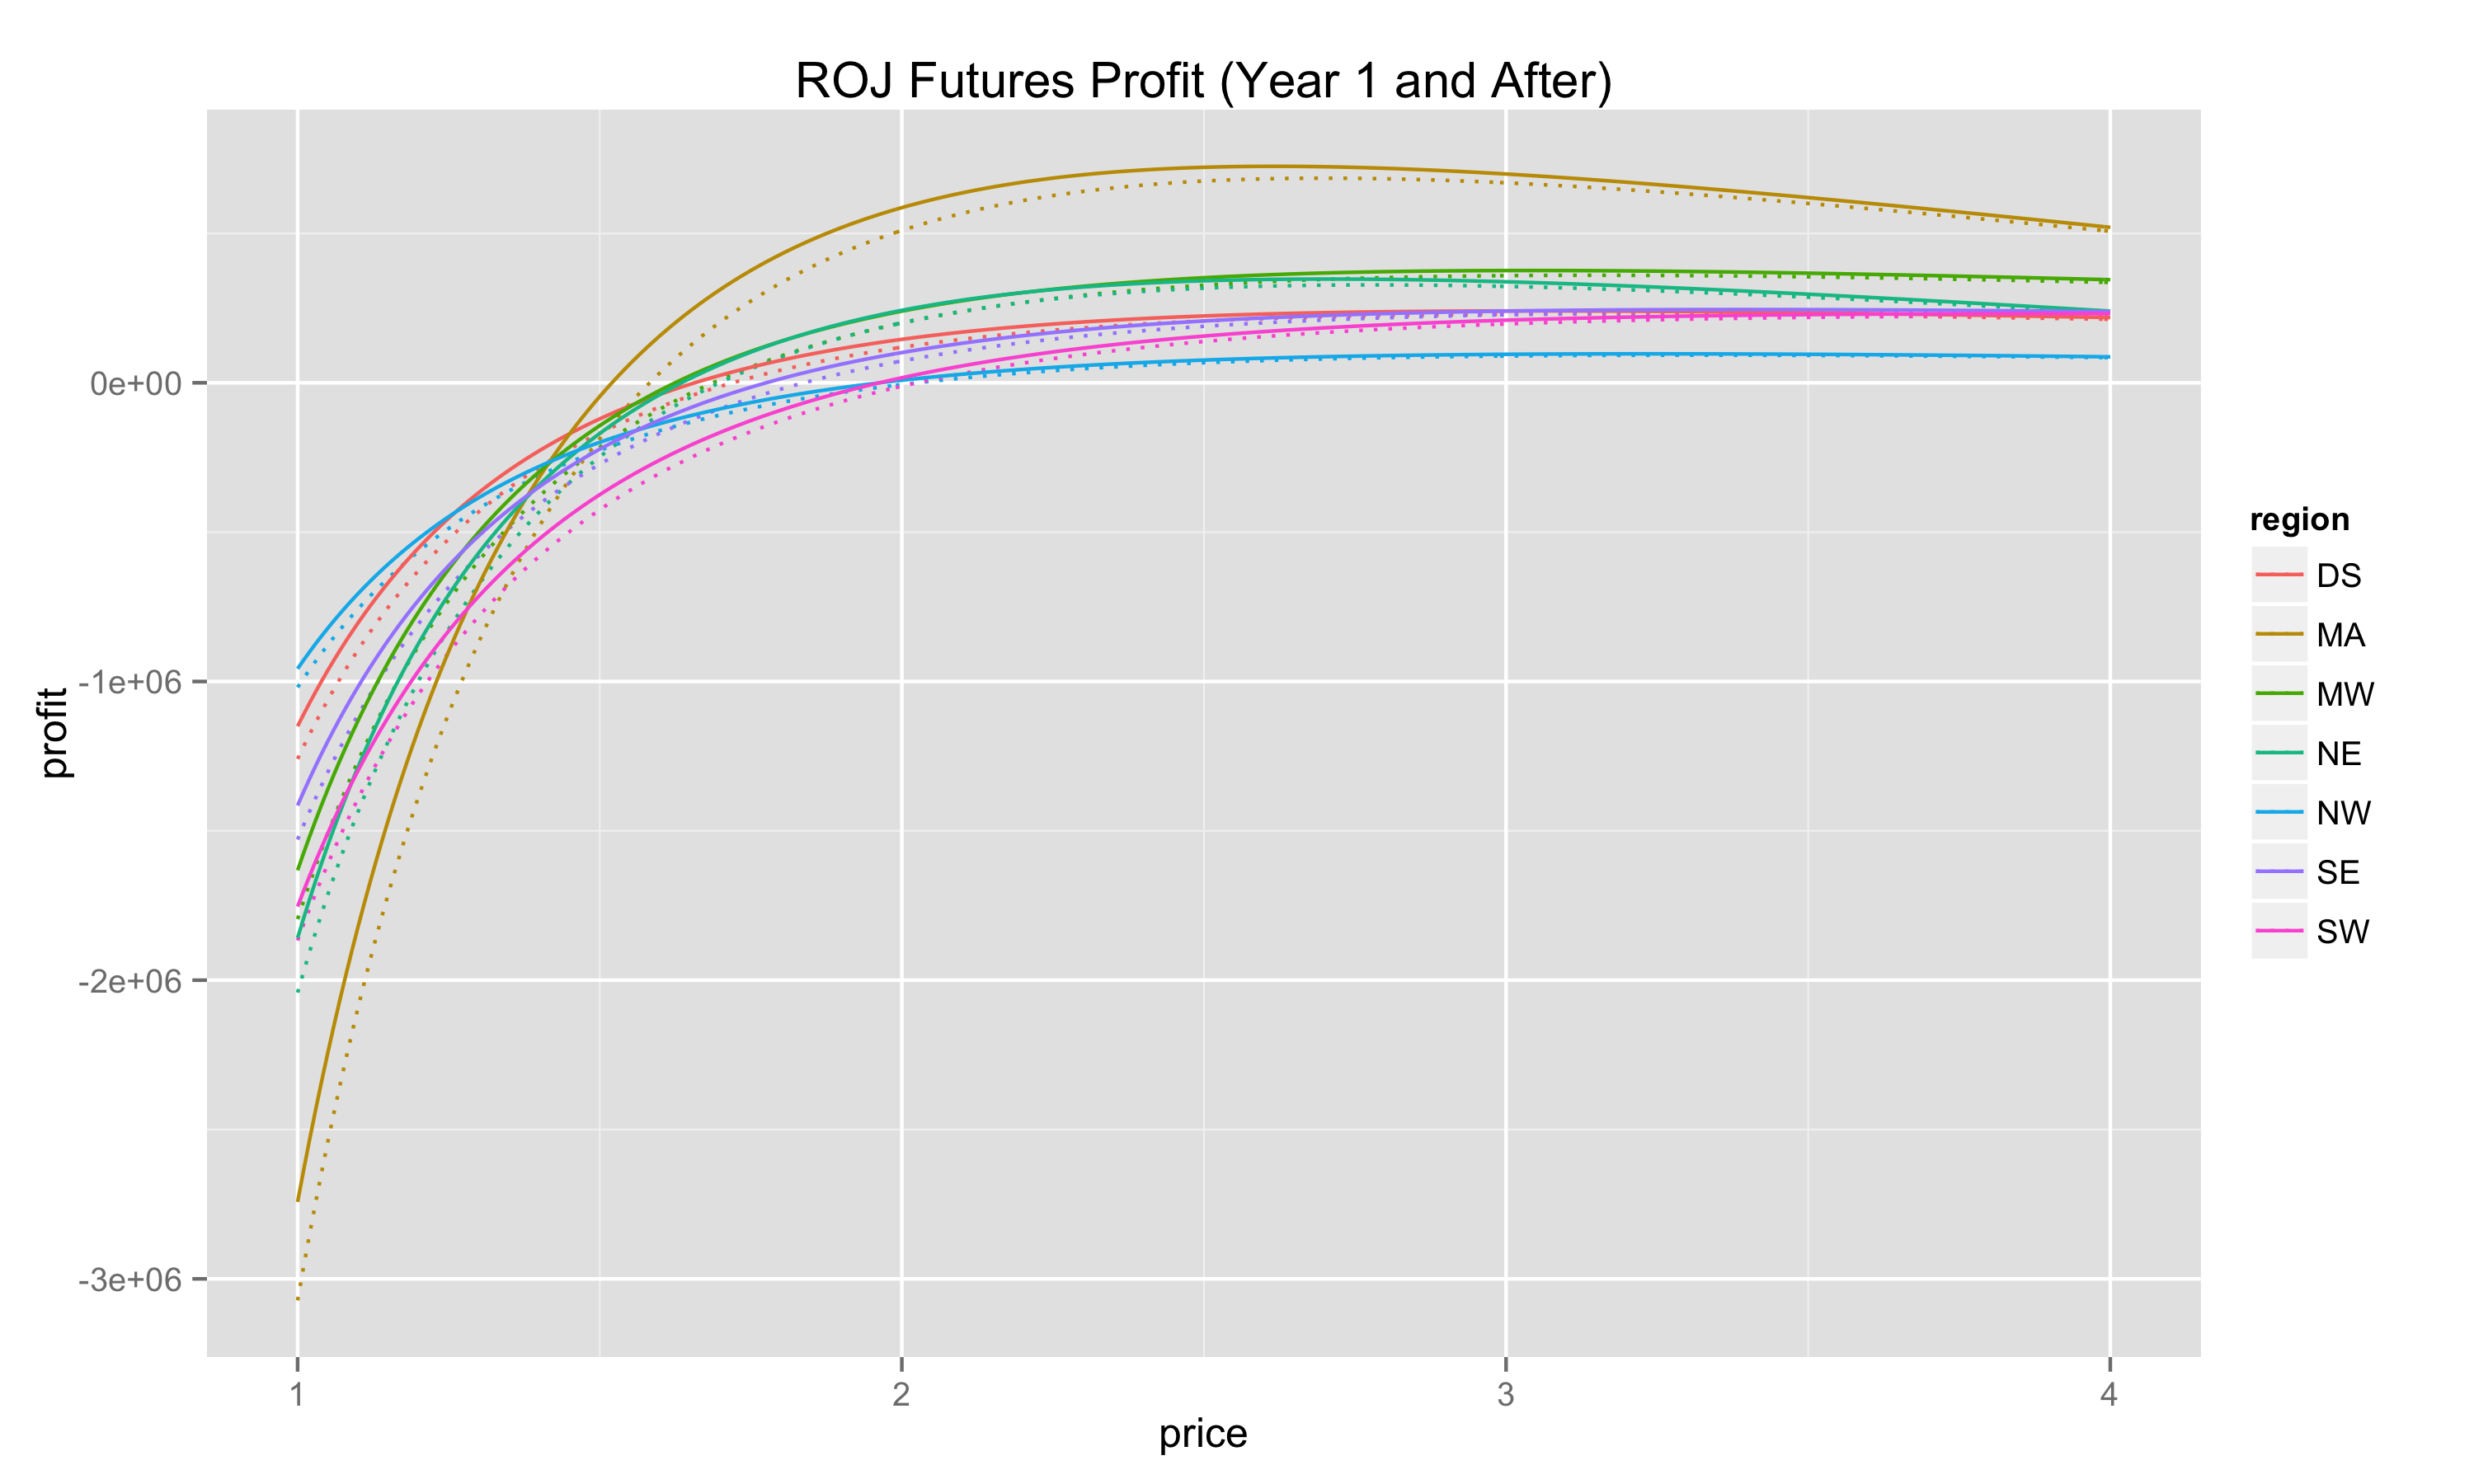 ROJ Futures Profit (Year 1 and After)
profit
0e+00
-1e+06
-2e+06
-3e+06
1 2 3 4
price
region
DS
MA
MW
NE
NW
SE
SW